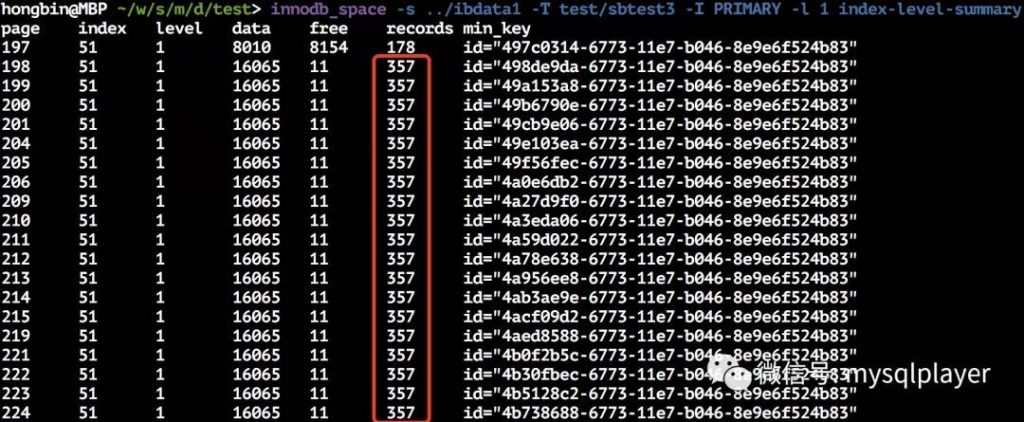 hongbin@MBP ~/w/s/m/d/test> innodb_space -s ../ibdata1 -T test/sbtest3 -I PRIMARY -l 1 index-level-summary
page index level data free records min_key
197 51 1 8010 8154 178 id="497c0314-6773-11e7-b046-8e9e6f524b83"
198 51 1 16065 11 357 id="498de9da-6773-11e7-b046-8e9e6f524b83"
199 51 1 16065 11 357 id="49a153a8-6773-11e7-b046-8e9e6f524b83"
200 51 1 16065 11 357 id="49b6790e-6773-11e7-b046-8e9e6f524b83"
201 51 1 16065 11 357 id="49cb9e06-6773-11e7-b046-8e9e6f524b83"
204 51 1 16065 11 357 id="49e103ea-6773-11e7-b046-8e9e6f524b83"
205 51 1 16065 11 357 id="49f56fec-6773-11e7-b046-8e9e6f524b83"
206 51 1 16065 11 357 id="4a0e6db2-6773-11e7-b046-8e9e6f524b83"
209 51 1 16065 11 357 id="4a27d9f0-6773-11e7-b046-8e9e6f524b83"
210 51 1 16065 11 357 id="4a3eda06-6773-11e7-b046-8e9e6f524b83"
211 51 1 16065 11 357 id="4a59d022-6773-11e7-b046-8e9e6f524b83"
212 51 1 16065 11 357 id="4a78e638-6773-11e7-b046-8e9e6f524b83"
213 51 1 16065 11 357 id="4a956ee8-6773-11e7-b046-8e9e6f524b83"
214 51 1 16065 11 357 id="4ab3ae9e-6773-11e7-b046-8e9e6f524b83"
215 51 1 16065 11 357 id="4acf09d2-6773-11e7-b046-8e9e6f524b83"
219 51 1 16065 11 357 id="4aed8588-6773-11e7-b046-8e9e6f524b83"
221 51 1 16065 11 357 id="4b0f2b5c-6773-11e7-b046-8e9e6f524b83"
222 51 1 16065 11 357 id="4b30fbec-6773-11e7-b046-8e9e6f524b83"
223 51 1 16065 11 357 id="4b5128c2-6773-11e7-b046-8e9e6f524b83"
224 51 1 16065 11 357 id="4b738688-6773-11e7-b046-8e9e6f524b83"
微信号: mysqlplayer